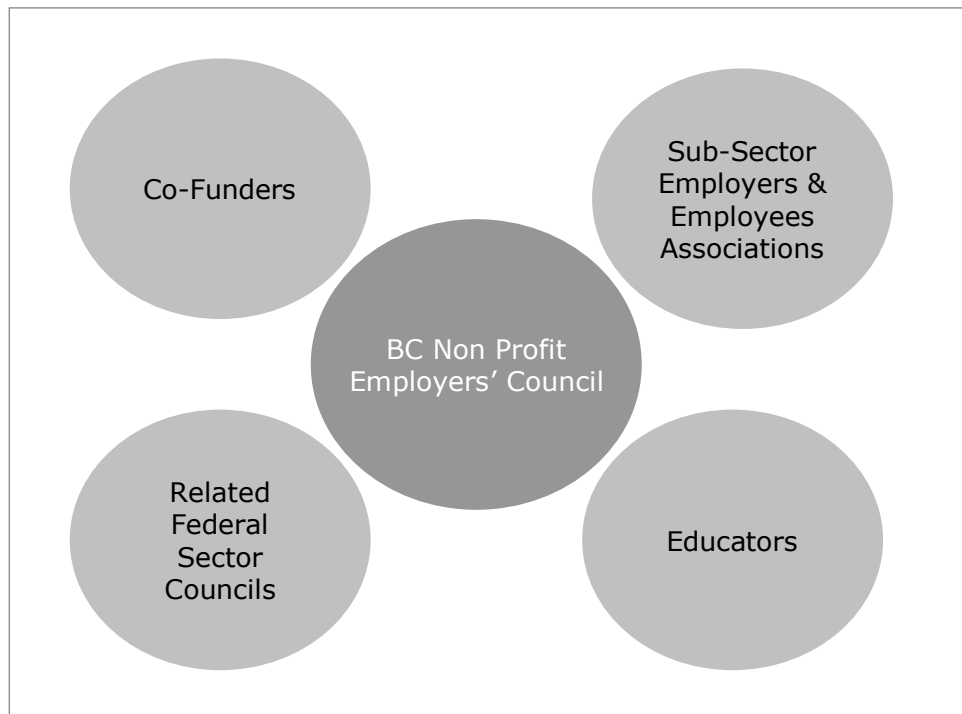 Co-Funders
Sub-Sector
Employers &
Employees
Associations
BC Non Profit
Employers’ Council
Related
Federal
Sector
Councils
Educators